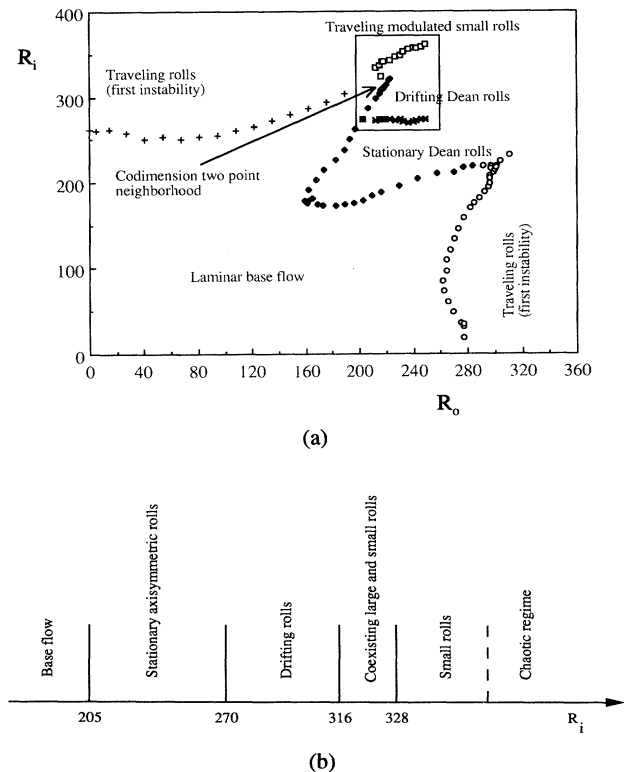 400
Traveling modulated small rolls
R_i
Traveling rolls
(first instability)
300
Drifting Dean rolls
Stationary Dean rolls
Codimension two point
neighborhood
200
Traveling rolls
(first instability)
100
Laminar base flow
0
0 40 80 120 160 200 240 280 320 360
R_o
(a)
Base flow
Stationary axisymmetric rolls
Drifting rolls
Coexisting large and small rolls
Small rolls
Chaotic regime
205 270 316 328 R_i
(b)